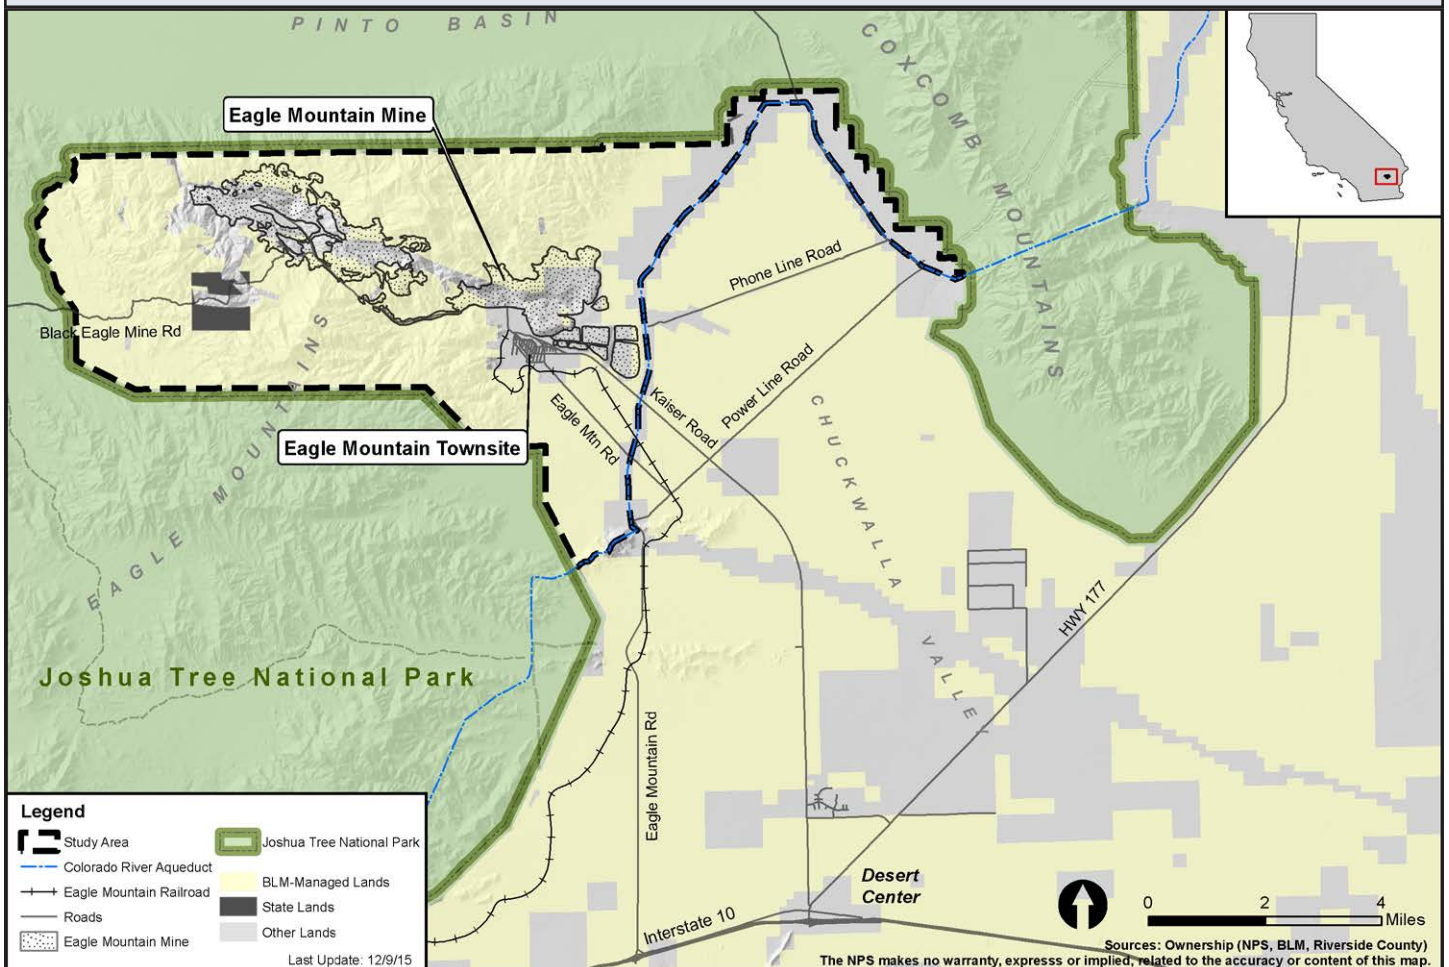 PINTO BASIN
COXCOMB MOUNTAINS
Eagle Mountain Mine
Phone Line Road
Black Eagle Mine Rd
Power Line Road
Kaiser Road
Eagle Mtn Rd
Eagle Mountain Townsite
EAGLE MOUNTAINS
CHUCKWALLA VALLEY
HWY 177
Joshua Tree National Park
Eagle Mountain Rd
Desert
Center
Interstate 10
Legend
Study Area
Colorado River Aqueduct
Eagle Mountain Railroad
Roads
Eagle Mountain Mine
Joshua Tree National Park
BLM-Managed Lands
State Lands
Other Lands
Last Update: 12/9/15
0 2 4
Miles
Sources: Ownership (NPS, BLM, Riverside County)
The NPS makes no warranty, expresss or implied, related to the accuracy or content of this map.